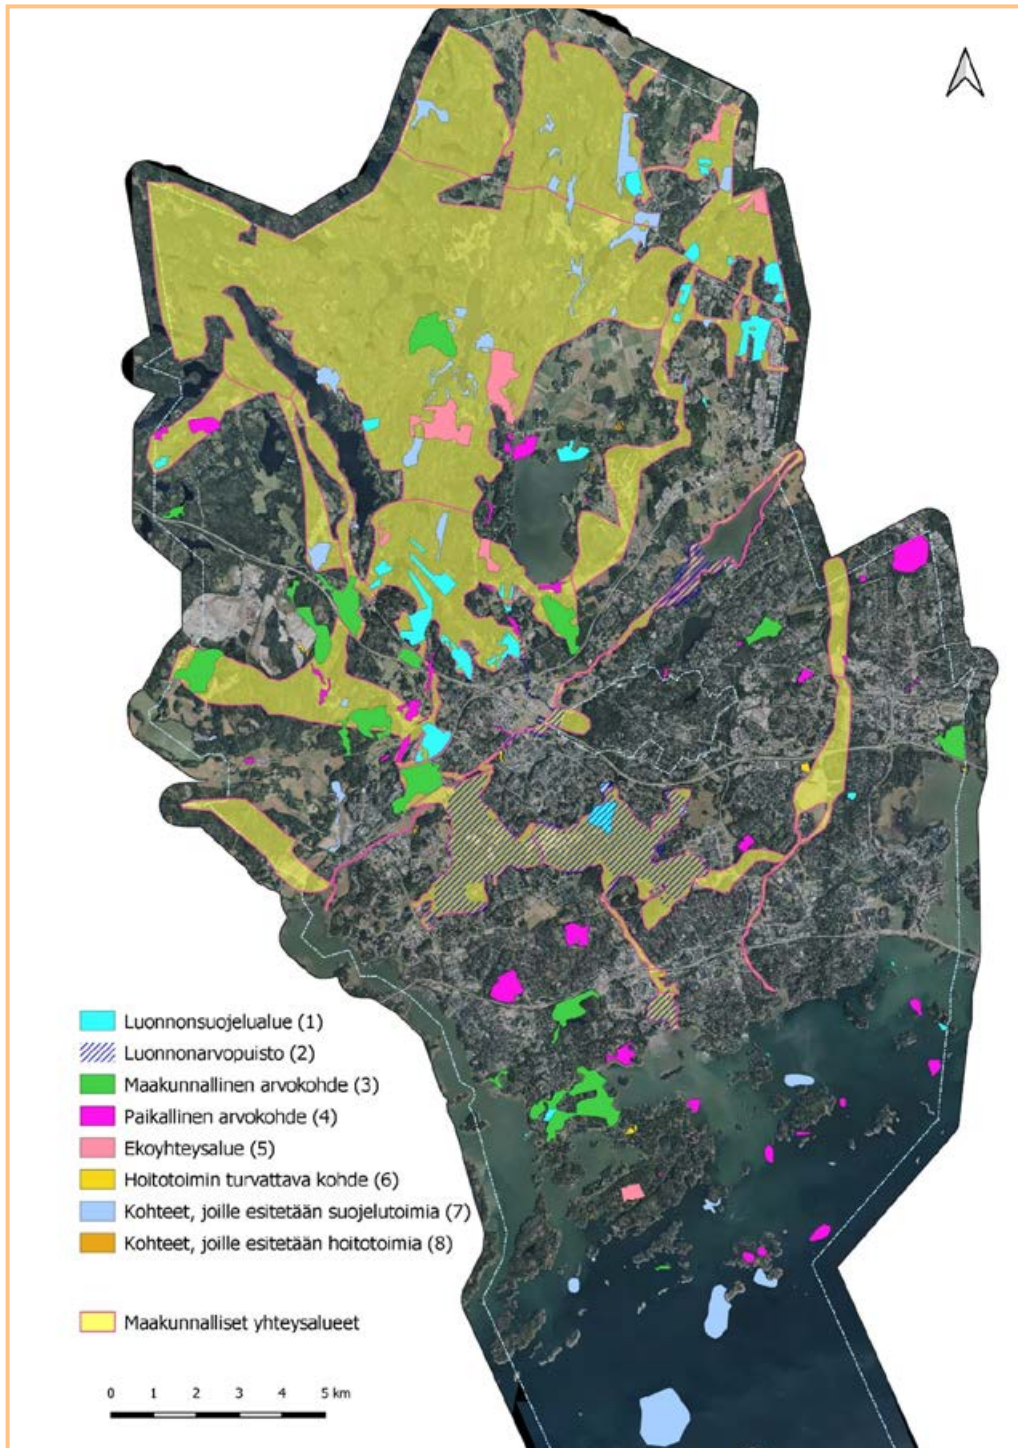 Luonnonsuojelualue (1)
Luonnonarvopuisto (2)
Maakunnallinen arvokohde (3)
Paikallinen arvokohde (4)
Ekoyhteysalue (5)
Hoitotoimin turvattava kohde (6)
Kohteet, joille esitetään suojelutoimia (7)
Kohteet, joille esitetään hoitotoimia (8)
Maakunnalliset yhteysalueet
0 1 2 3 4 5 km